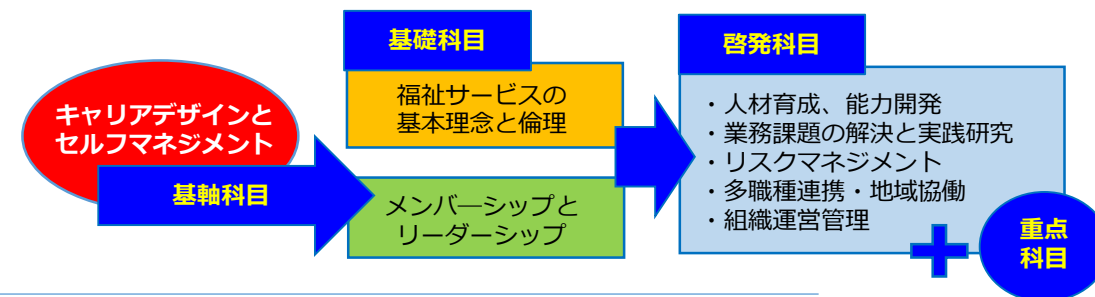 キャリアデザインと
セルフマネジメント
基軸科目
基礎科目
福祉サービスの
基本理念と倫理
メンバーシップと
リーダーシップ
啓発科目
・人材育成、能力開発
・業務課題の解決と実践研究
・リスクマネジメント
・多職種連携・地域協働
・組織運営管理
重点
科目